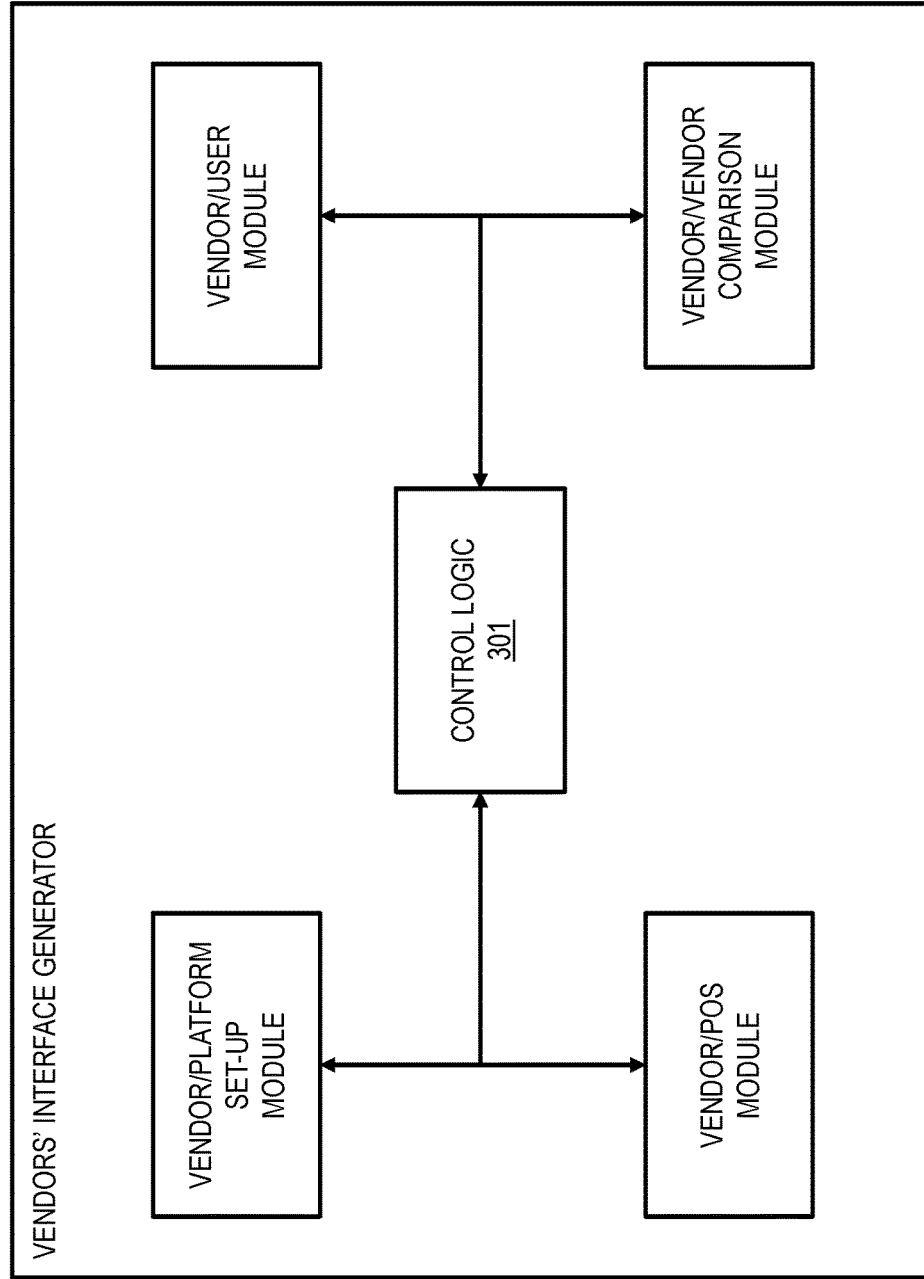 VENDORS' INTERFACE GENERATOR
VENDOR/PLATFORM
SET-UP
MODULE
VENDOR/USER
MODULE
CONTROL LOGIC
301
VENDOR/POS
MODULE
VENDOR/VENDOR
COMPARISON
MODULE